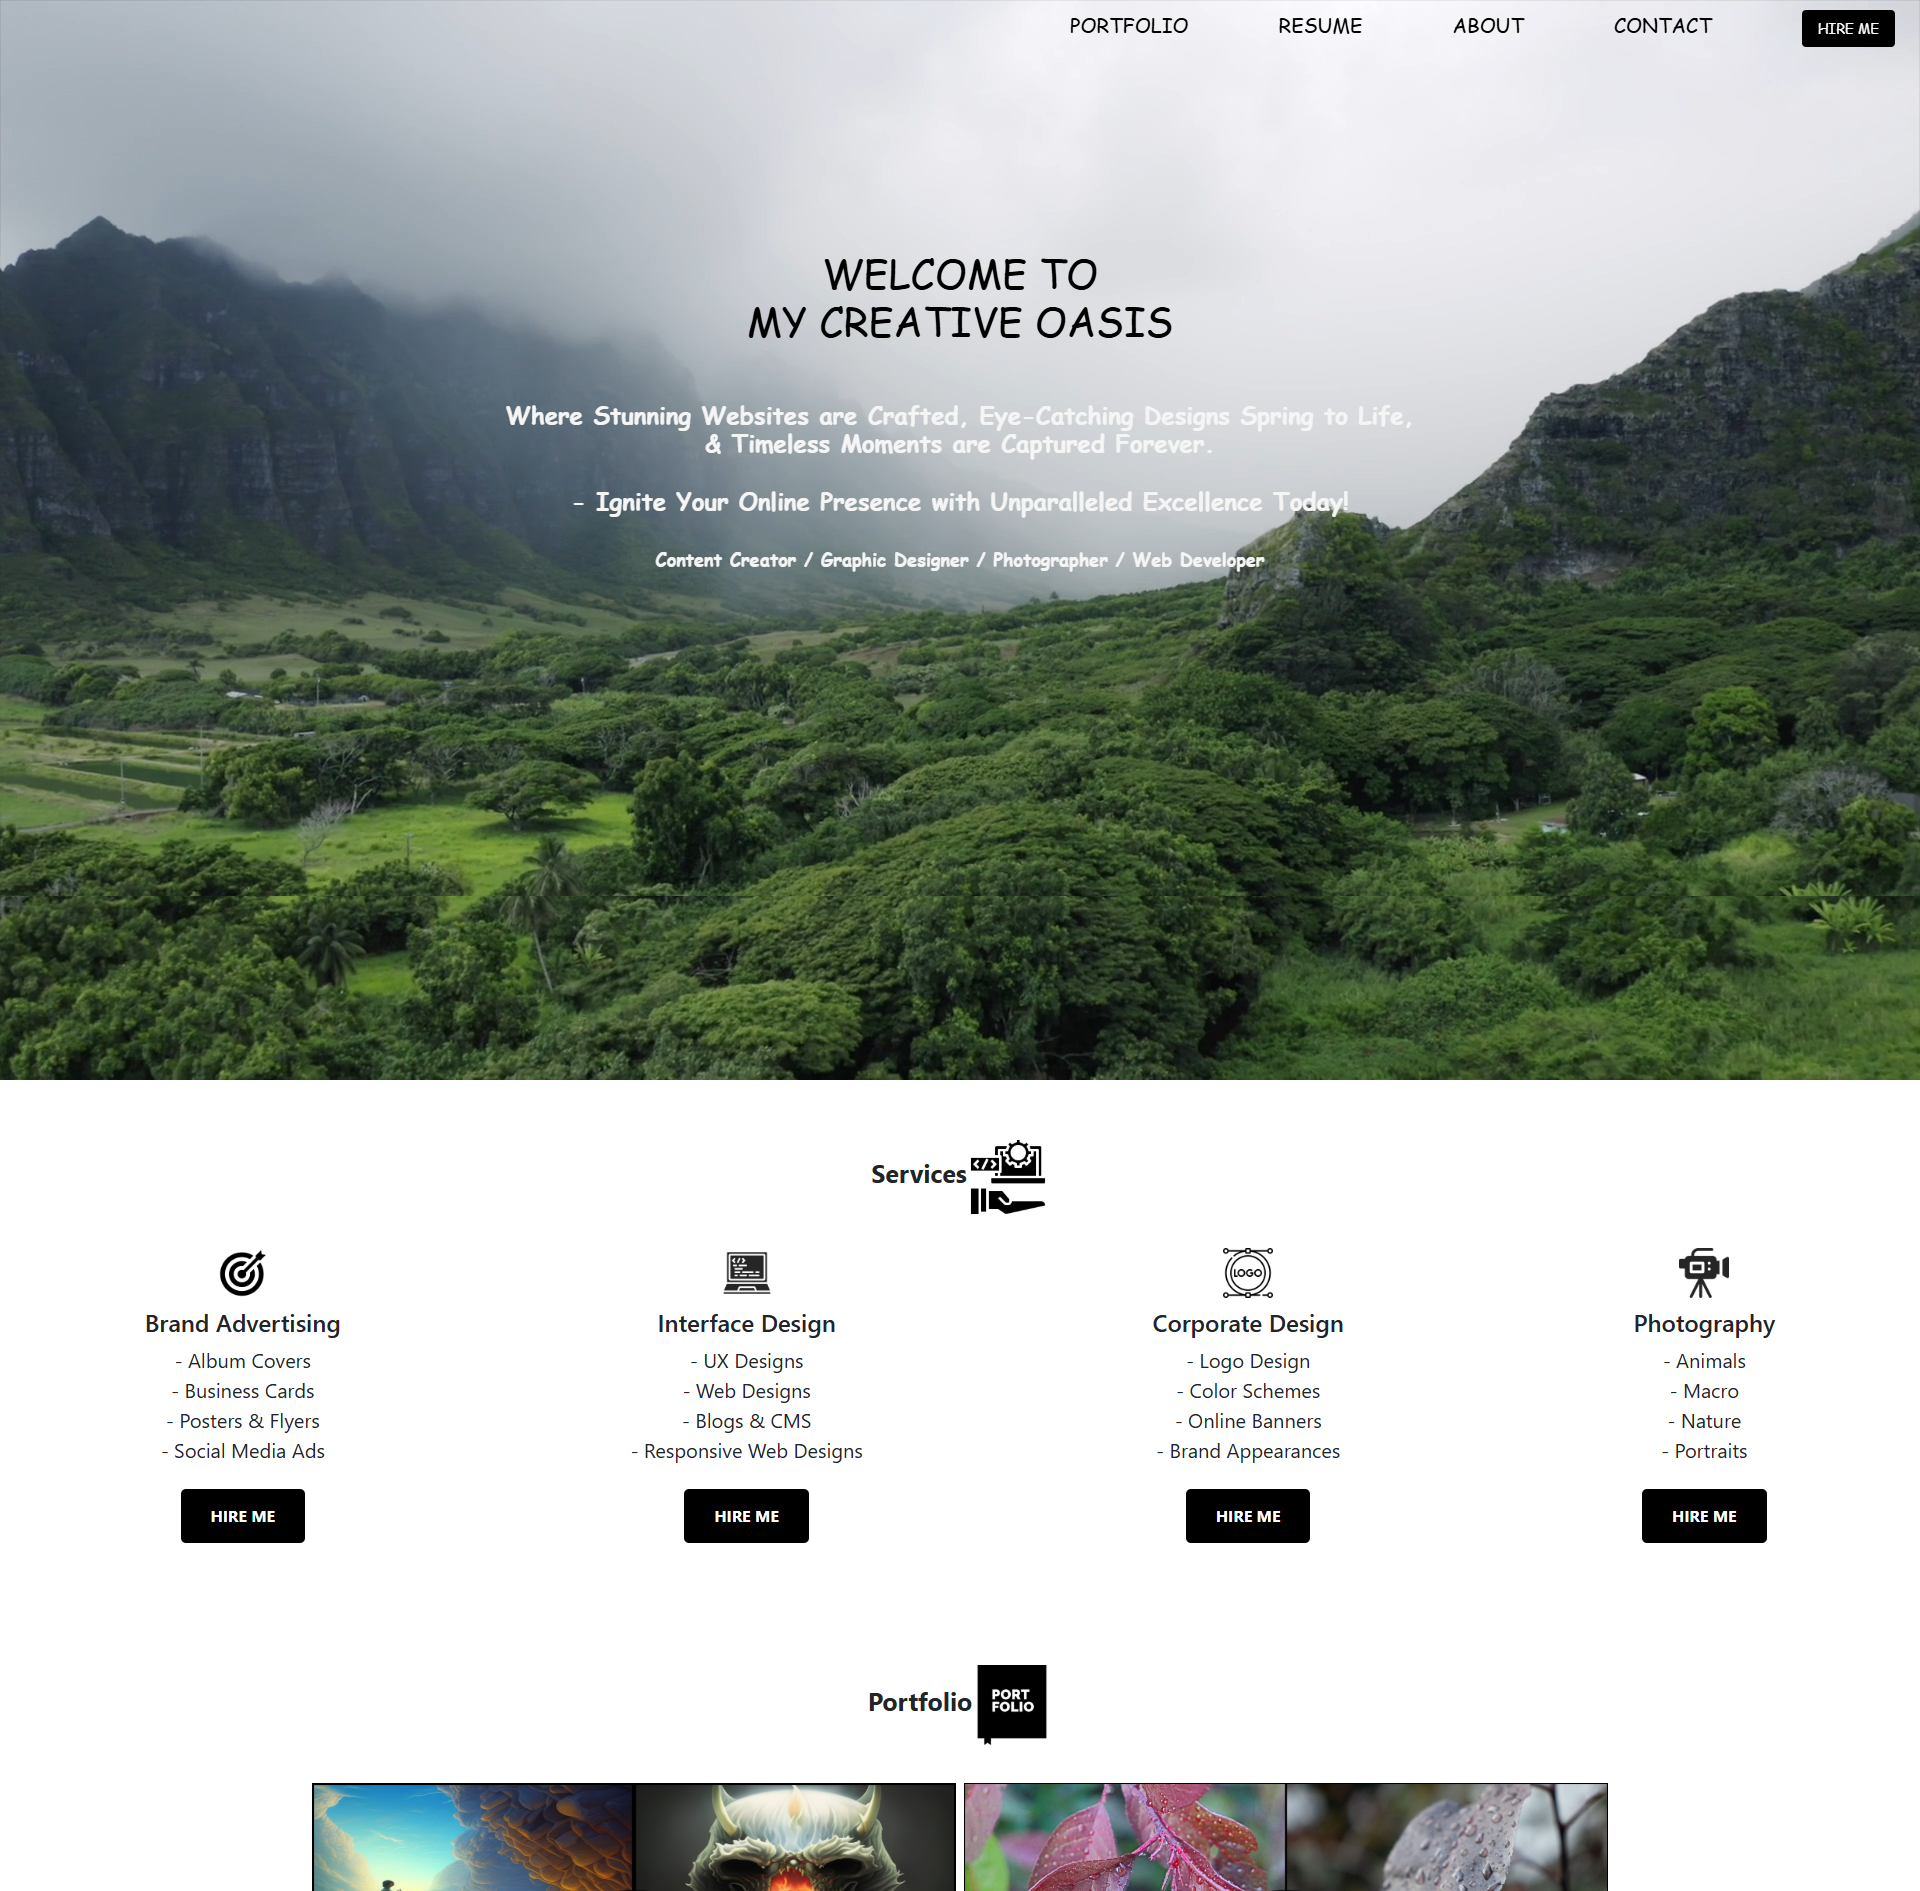 PORTFOLIO RESUME ABOUT CONTACT HIRE ME
WELCOME TO
MY CREATIVE OASIS
Where Stunning Websites are Crafted, Eye-Catching Designs Spring to Life,
& Timeless Moments are Captured Forever.
- Ignite Your Online Presence with Unparalleled Excellence Today!
Content Creator / Graphic Designer / Photographer / Web Developer
Services
</>
</>
LOGO
Brand Advertising
- Album Covers
- Business Cards
- Posters & Flyers
- Social Media Ads
HIRE ME
Interface Design
- UX Designs
- Web Designs
- Blogs & CMS
- Responsive Web Designs
HIRE ME
Corporate Design
- Logo Design
- Color Schemes
- Online Banners
- Brand Appearances
HIRE ME
Photography
- Animals
- Macro
- Nature
- Portraits
HIRE ME
Portfolio
PORT
FOLIO